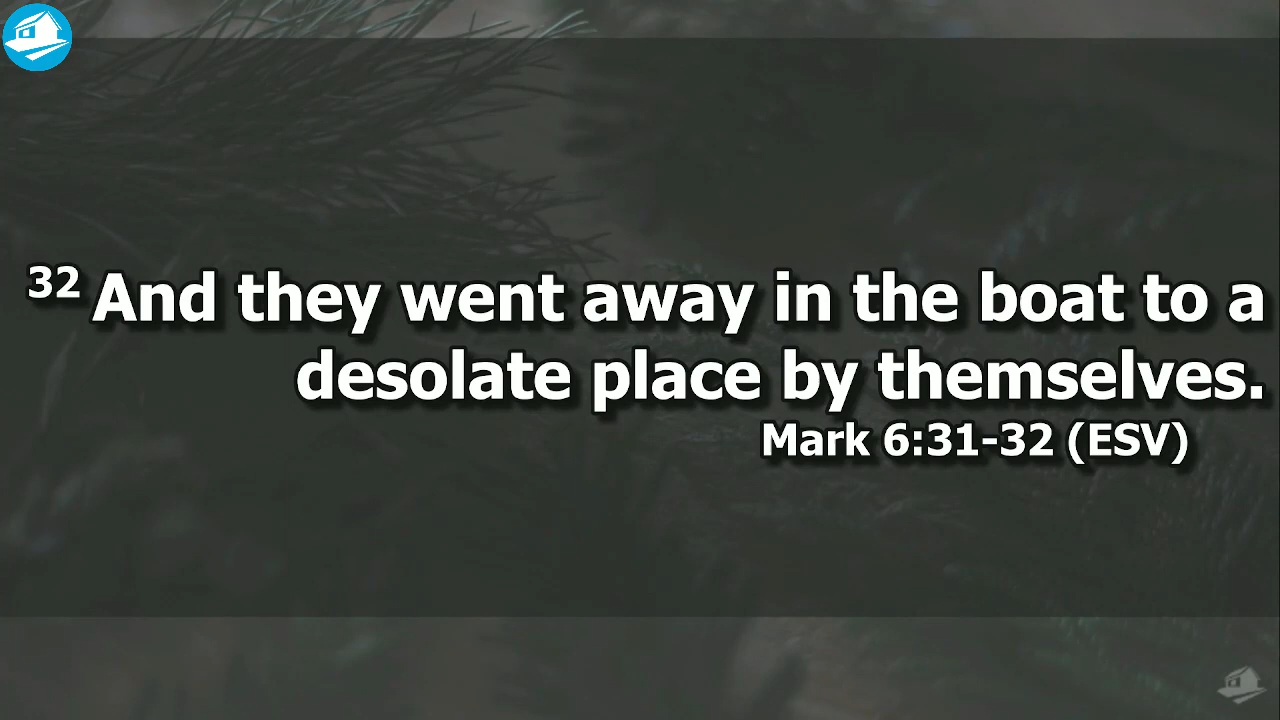 32 And they went away in the boat to a
desolate place by themselves.
Mark 6:31-32 (ESV)